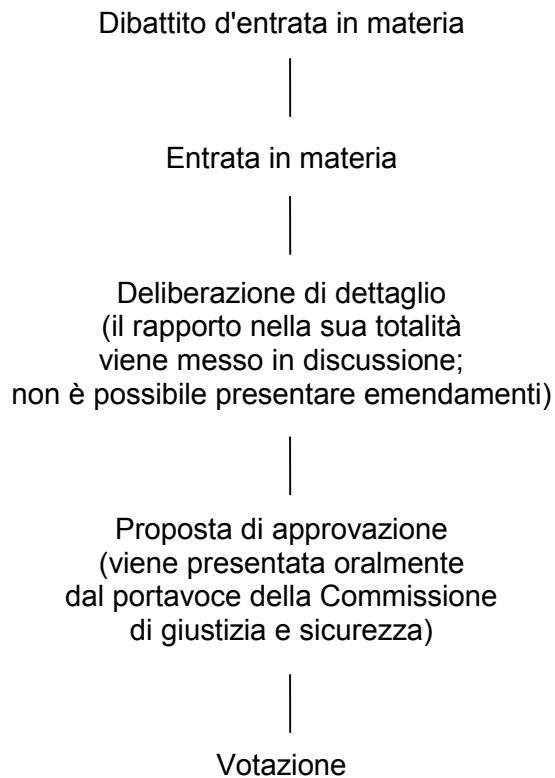 Dibattito d'entrata in materia
Entrata in materia
Deliberazione di dettaglio
(il rapporto nella sua totalità
viene messo in discussione;
non è possibile presentare emendamenti)
Proposta di approvazione
(viene presentata oralmente
dal portavoce della Commissione
di giustizia e sicurezza)
Votazione